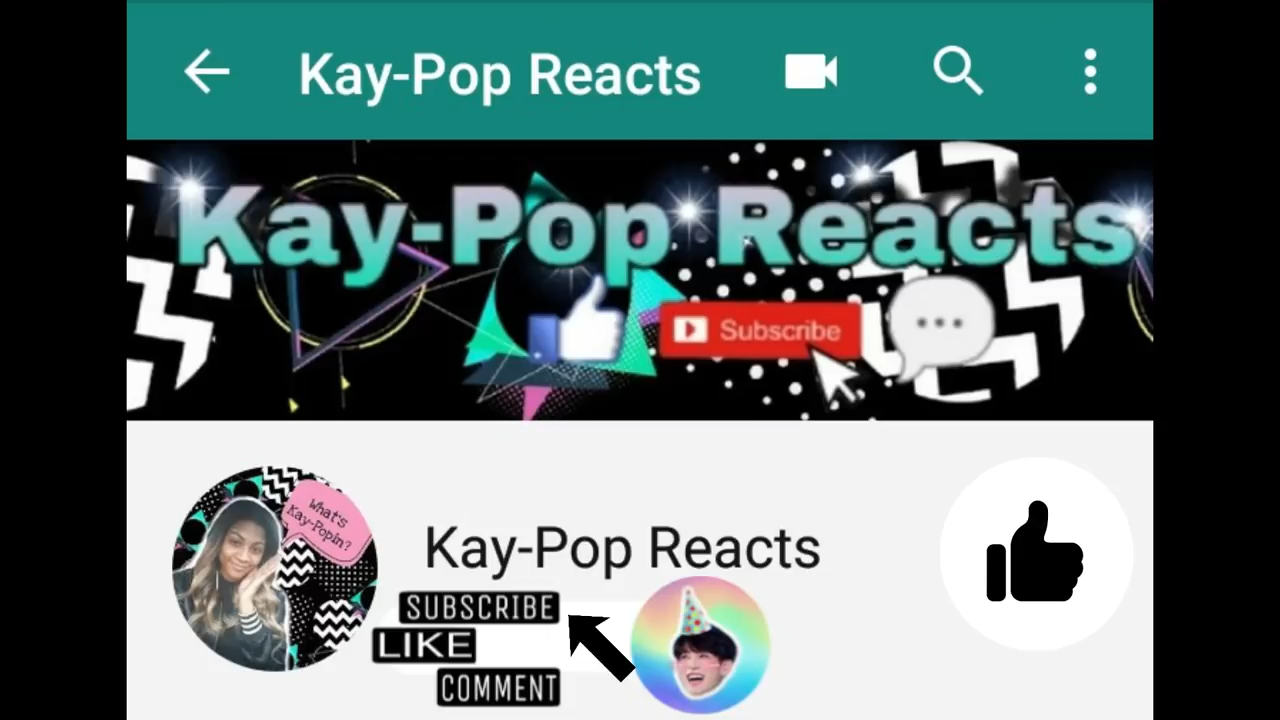 Kay-Pop Reacts
Kay-Pop Reacts
Subscribe
What's
Kay-Popin?
Kay-Pop Reacts
SUBSCRIBE
LIKE
COMMENT